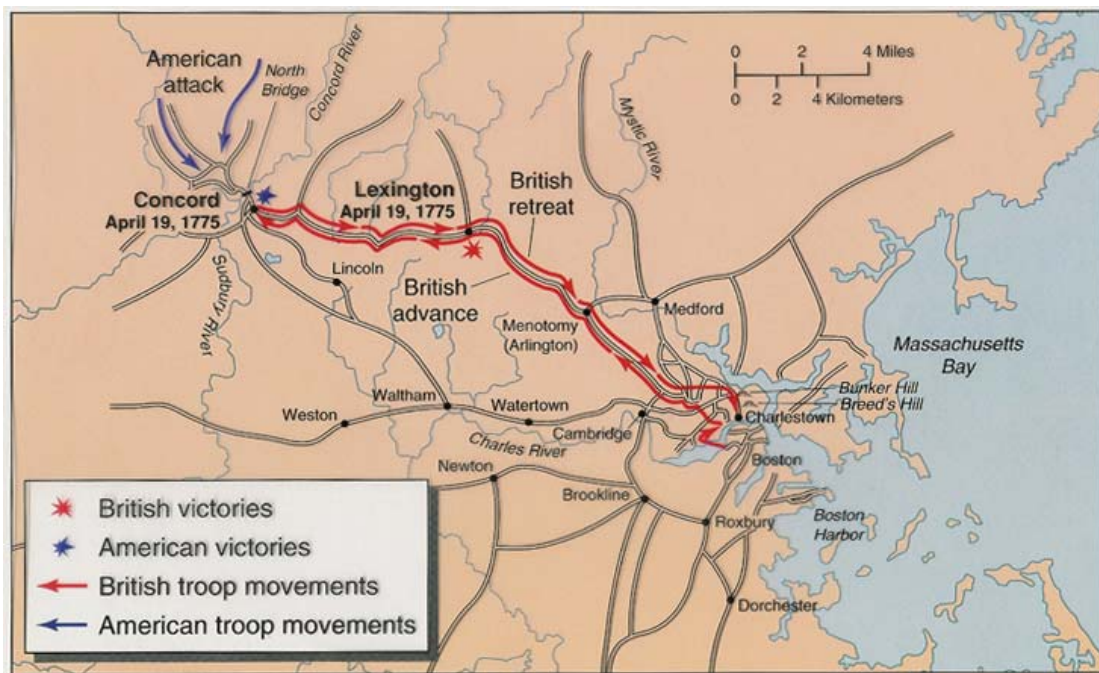 American
attack
North
Bridge
Concord River
0 2 4 Miles
0 2 4 Kilometers
Mystic River
Concord
April 19, 1775
Lexington
April 19, 1775
British
retreat
Sudbury River
Lincoln
British
advance
Menotomy
(Arlington)
Medford
Massachusetts
Bay
Bunker Hill
Breed's Hill
Charlestown
Waltham
Weston
Watertown
Cambridge
Charles River
Boston
Newton
Brookline
Roxbury
Boston
Harbor
Dorchester
British victories
American victories
British troop movements
American troop movements